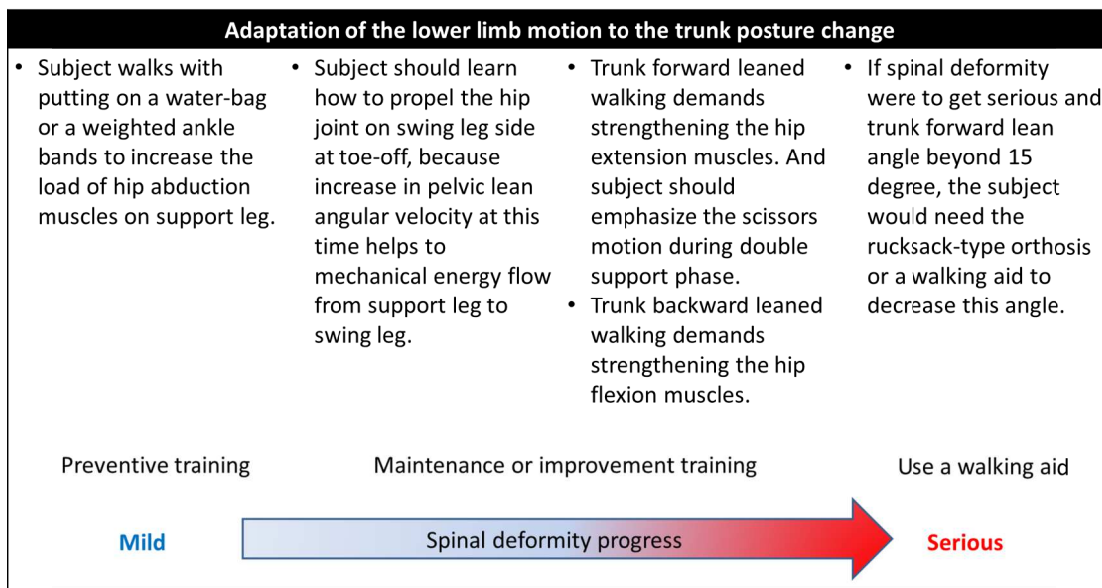 Adaptation of the lower limb motion to the trunk posture change
• Subject walks with
putting on a water-bag
or a weighted ankle
bands to increase the
load of hip abduction
muscles on support leg.
• Subject should learn
how to propel the hip
joint on swing leg side
at toe-off, because
increase in pelvic lean
angular velocity at this
time helps to
mechanical energy flow
from support leg to
swing leg.
• Trunk forward leaned
walking demands
strengthening the hip
extension muscles. And
subject should
emphasize the scissors
motion during double
support phase.
• Trunk backward leaned
walking demands
strengthening the hip
flexion muscles.
• If spinal deformity
were to get serious and
trunk forward lean
angle beyond 15
degree, the subject
would need the
rucksack-type orthosis
or a walking aid to
decrease this angle.
Preventive training
Maintenance or improvement training
Use a walking aid
Mild
Spinal deformity progress
Serious